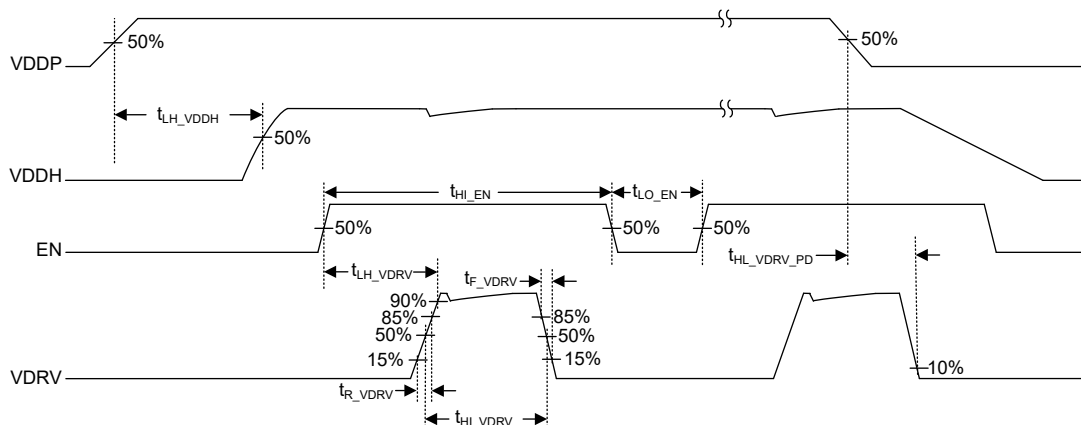 50%
50%
VDDP
tLH_VDDH
50%
VDDH
tHI_EN
tLO_EN
50%
50%
50%
EN
tHL_VDRV_PD
tLH_VDRV
tF_VDRV
90%
85%
85%
50%
50%
15%
15%
10%
VDRV
tR_VDRV
tHI_VDRV